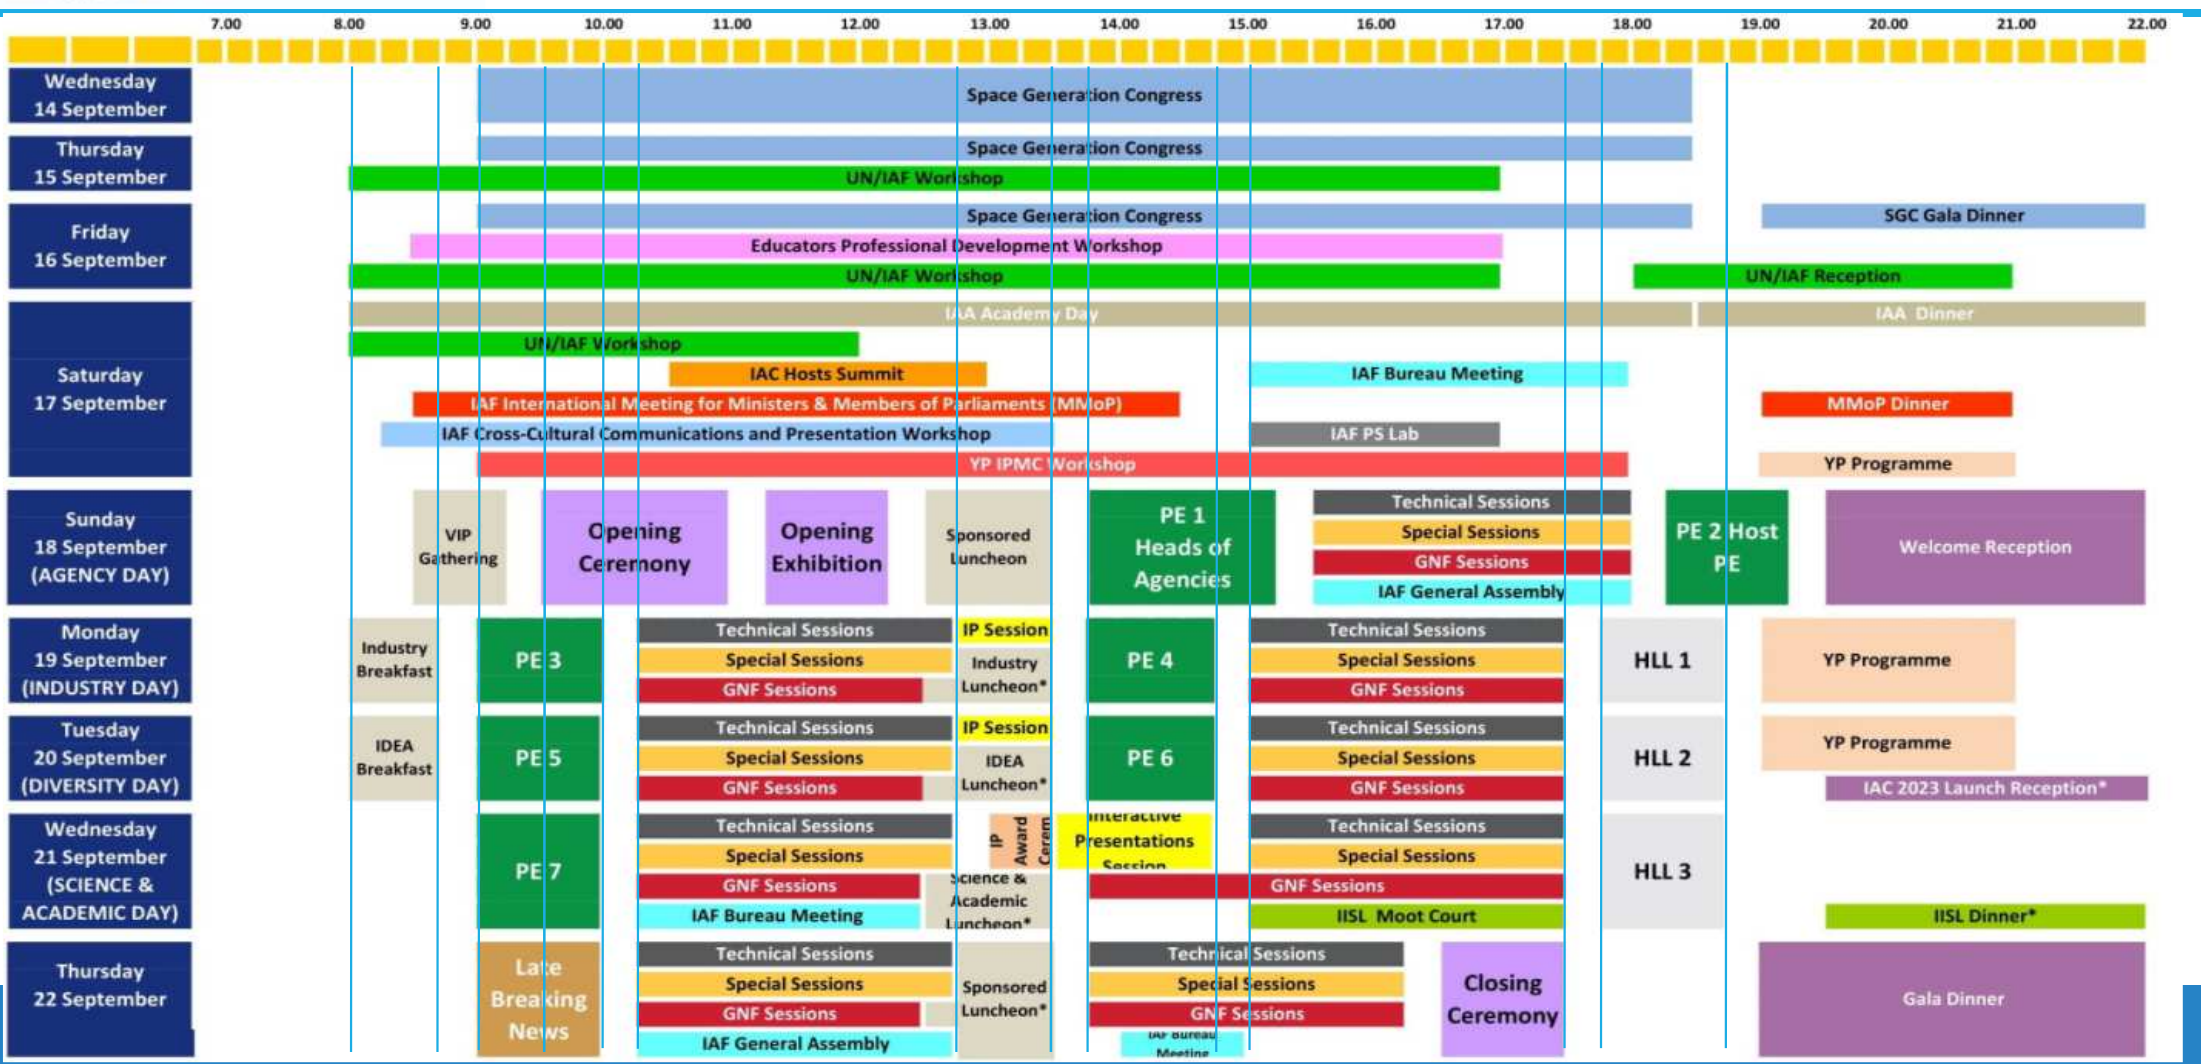 7.00 8.00 9.00 10.00 11.00 12.00 13.00 14.00 15.00 16.00 17.00 18.00 19.00 20.00 21.00 22.00
Wednesday
14 September
Space Generation Congress
Thursday
15 September
Space Generation Congress
UN/IAF Workshop
Friday
16 September
Space Generation Congress
SGC Gala Dinner
Educators Professional Development Workshop
UN/IAF Workshop
UN/IAF Reception
Saturday
17 September
IAA Academy Day
IAA Dinner
UN/IAF Workshop
IAC Hosts Summit
IAF Bureau Meeting
IAF International Meeting for Ministers & Members of Parliaments (MMoP)
MMoP Dinner
IAF Cross-Cultural Communications and Presentation Workshop
IAF PS Lab
YP IPMC Workshop
YP Programme
Sunday
18 September
(AGENCY DAY)
VIP
Gathering
Opening
Ceremony
Opening
Exhibition
Sponsored
Luncheon
PE 1
Heads of
Agencies
Technical Sessions
Special Sessions
GNF Sessions
IAF General Assembly
PE 2 Host
PE
Welcome Reception
Monday
19 September
(INDUSTRY DAY)
Industry
Breakfast
PE 3
Technical Sessions
Special Sessions
GNF Sessions
IP Session
Industry
Luncheon*
PE 4
Technical Sessions
Special Sessions
GNF Sessions
HLL 1
YP Programme
Tuesday
20 September
(DIVERSITY DAY)
IDEA
Breakfast
PE 5
Technical Sessions
Special Sessions
GNF Sessions
IP Session
IDEA
Luncheon*
PE 6
Technical Sessions
Special Sessions
GNF Sessions
HLL 2
YP Programme
IAC 2023 Launch Reception*
Wednesday
21 September
(SCIENCE &
ACADEMIC DAY)
PE 7
Technical Sessions
Special Sessions
GNF Sessions
IAF Bureau Meeting
IP
Award
Cerem
Science &
Academic
Luncheon*
Interactive
Presentations
Session
Technical Sessions
Special Sessions
GNF Sessions
IISL Moot Court
HLL 3
IISL Dinner*
Thursday
22 September
Late
Breaking
News
Technical Sessions
Special Sessions
GNF Sessions
IAF General Assembly
Sponsored
Luncheon*
Technical Sessions
Special Sessions
GNF Sessions
IAF Bureau
Meeting
Closing
Ceremony
Gala Dinner